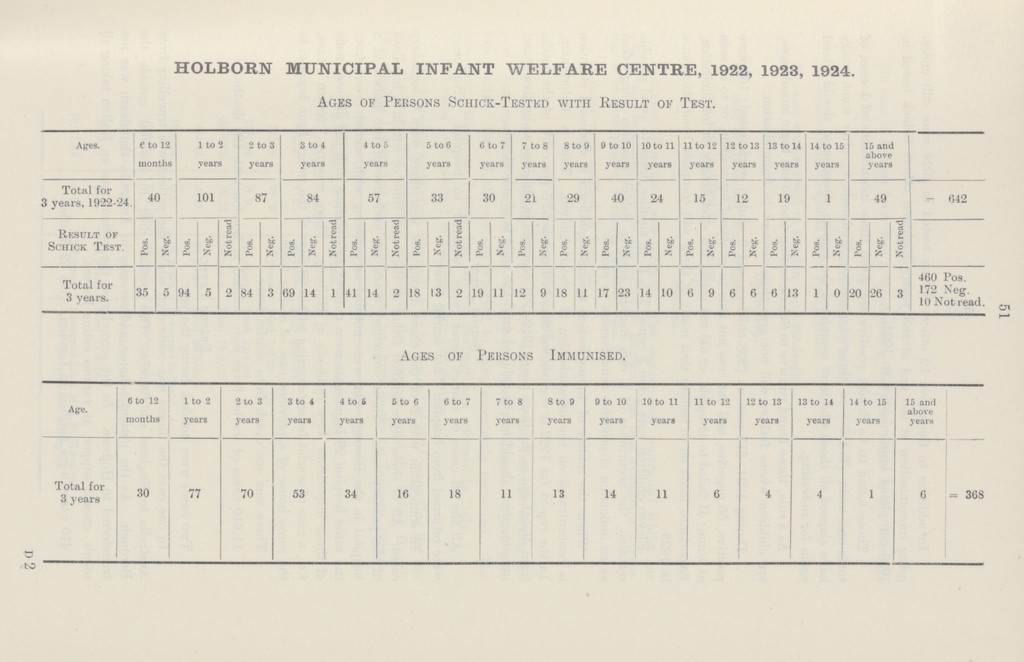 HOLBORN MUNICIPAL INFANT WELFARE CENTRE, 1922, 1923, 1924.
AGES OF PERSONS SCHICK-TESTED WITH RESULT OF TEST.
Ages. 6 to 12 months 1 to 2 years 2 to 3 years 3 to 4 years 4 to 5 years 5 to 6 years 6 to 7 years 7 to 8 years 8 to 9 years 9 to 10 years 10 to 11 years 11 to 12 years 12 to 13 years 13 to 14 years 14 to 15 years 15 and above years
Total for 3 years, 1922-24. 40 101 87 84 57 33 30 21 29 40 24 15 12 19 1 49 = 642
RESULT OF SCHICK TEST. Pos. Neg. Pos. Neg. Not read Pos. Neg. Pos. Neg. Not read Pos. Neg. Not read Pos. Neg. Not read Pos. Neg. Pos. Neg. Pos. Neg. Pos. Neg. Pos. Neg. Pos. Neg. Pos. Neg. Pos. Neg. Pos. Neg. Pos. Neg. Not read
Total for 3 years. 35 5 94 5 2 84 3 69 14 1 41 14 2 18 13 2 19 11 12 9 18 11 17 23 14 10 6 9 6 6 6 13 1 0 20 26 3 460 Pos. 172 Neg. 10 Not read.
AGES OF PERSONS IMMUNISED.
Age. 6 to 12 months 1 to 2 years 2 to 3 years 3 to 4 years 4 to 5 years 5 to 6 years 6 to 7 years 7 to 8 years 8 to 9 years 9 to 10 years 10 to 11 years 11 to 12 years 12 to 13 years 13 to 14 years 14 to 15 years 15 and above years
Total for 3 years 30 77 70 53 34 16 18 11 13 14 11 6 4 4 1 6 = 368
51
D 2